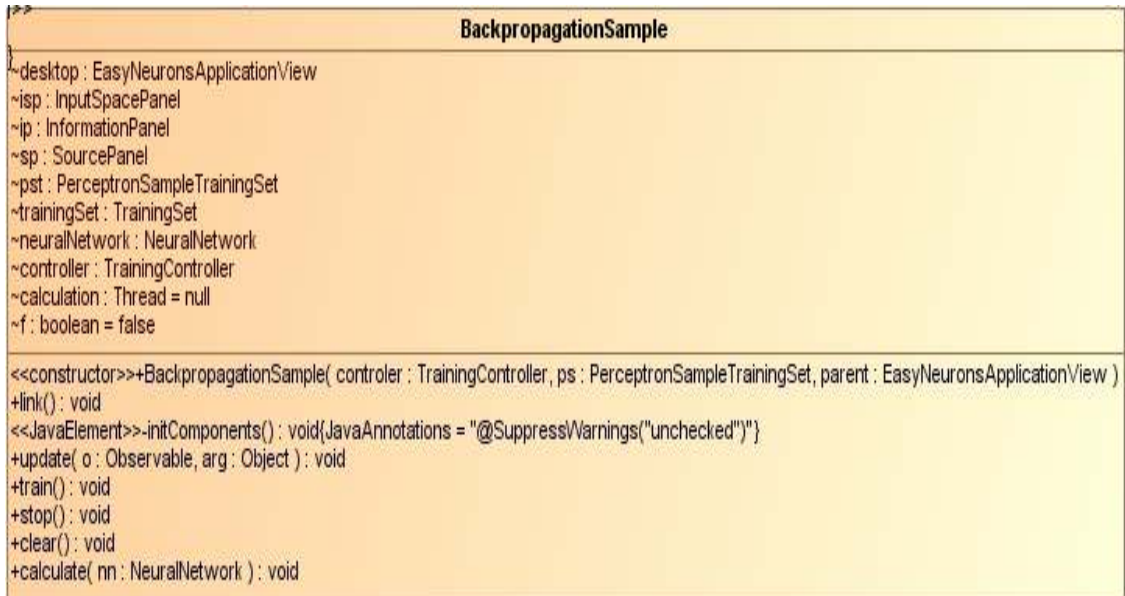 >>
BackpropagationSample
}
~desktop : EasyNeuronsApplicationView
~isp : InputSpacePanel
~ip : InformationPanel
~sp : SourcePanel
~pst : PerceptronSampleTrainingSet
~trainingSet : TrainingSet
~neuralNetwork : NeuralNetwork
~controller : TrainingController
~calculation : Thread = null
~f : boolean = false
<<constructor>>+BackpropagationSample( controler : TrainingController, ps : PerceptronSampleTrainingSet, parent : EasyNeuronsApplicationView )
+link() : void
<<JavaElement>>-initComponents() : void{JavaAnnotations = "@SuppressWarnings("unchecked")"}
+update( o : Observable, arg : Object ) : void
+train() : void
+stop() : void
+clear() : void
+calculate( nn : NeuralNetwork ) : void